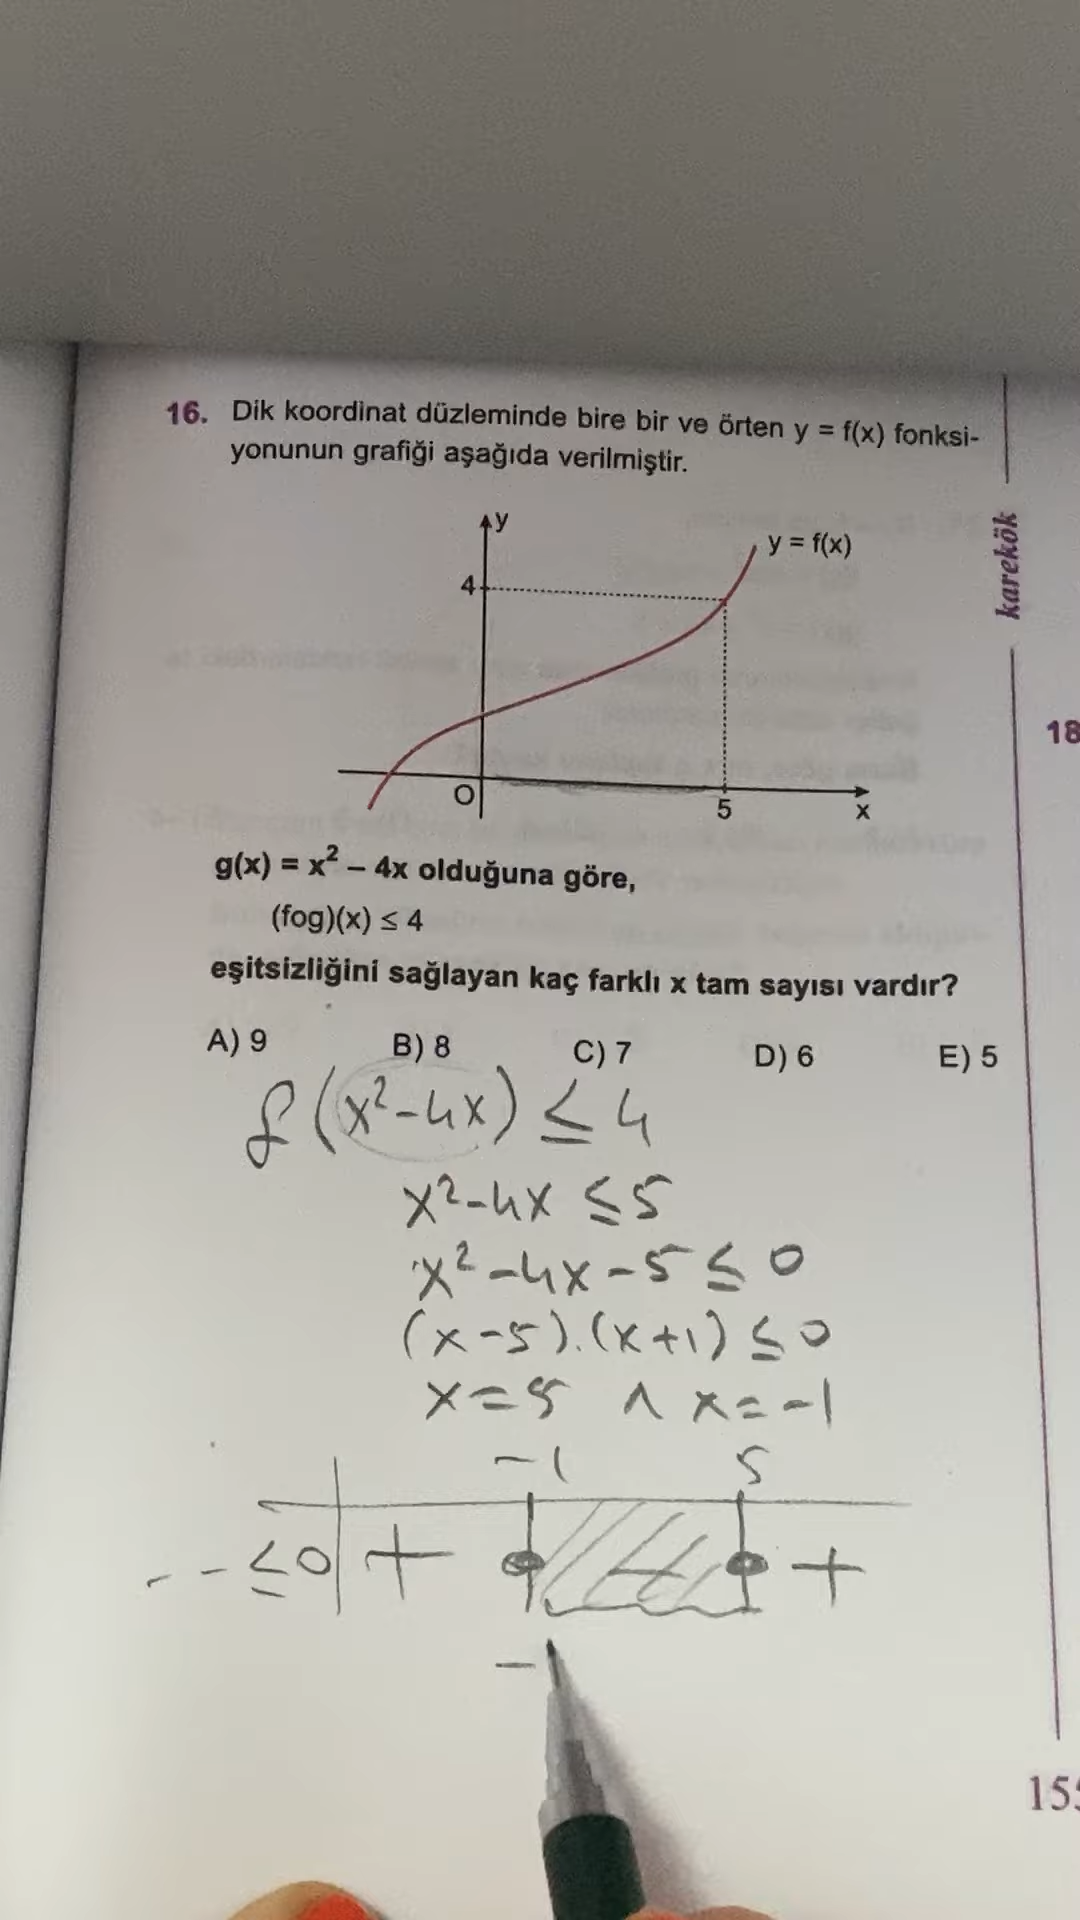 16. Dik koordinat düzleminde bire bir ve örten y = f(x) fonksi-
yonunun grafiği aşağıda verilmiştir.
y
y = f(x)
4
O
5
x
karekök
18
g(x) = x² – 4x olduğuna göre,
(fog)(x) ≤ 4
eşitsizliğini sağlayan kaç farklı x tam sayısı vardır?
A) 9 B) 8 C) 7 D) 6 E) 5
f(x²-4x) ≤ 4
x²-4x ≤ 5
x²-4x-5 ≤ 0
(x-5).(x+1) ≤ 0
x=5 ∧ x=-1
-1 5
-- ≤0 + +
-
155